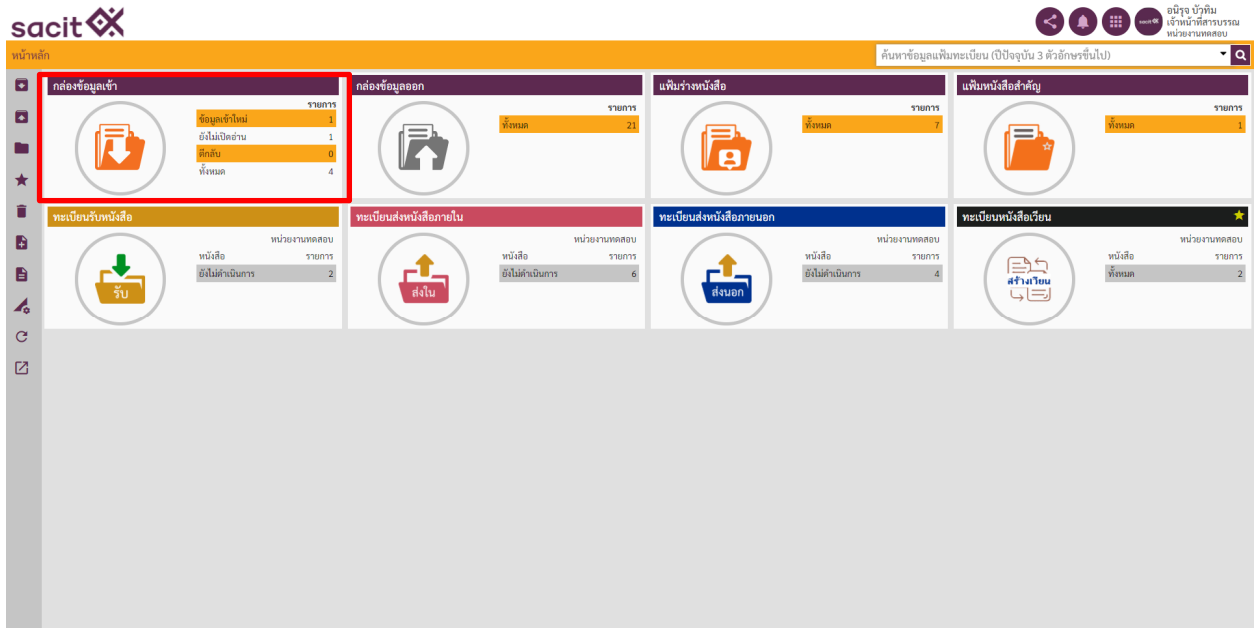 sacit
อนิรุจ บัวทิม
เจ้าหน้าที่สารบรรณ
หน่วยงานทดสอบ
หน้าหลัก
ค้นหาข้อมูลแฟ้มทะเบียน (ปีปัจจุบัน 3 ตัวอักษรขึ้นไป)
กล่องข้อมูลเข้า
รายการ
ข้อมูลเข้าใหม่ 1
ยังไม่เปิดอ่าน 1
ตีกลับ 0
ทั้งหมด 4
กล่องข้อมูลออก
รายการ
ทั้งหมด 21
แฟ้มร่างหนังสือ
รายการ
ทั้งหมด 7
แฟ้มหนังสือสำคัญ
รายการ
ทั้งหมด 1
ทะเบียนรับหนังสือ
หน่วยงานทดสอบ
หนังสือ รายการ
ยังไม่ดำเนินการ 2
รับ
ทะเบียนส่งหนังสือภายใน
หน่วยงานทดสอบ
หนังสือ รายการ
ยังไม่ดำเนินการ 6
ส่งใน
ทะเบียนส่งหนังสือภายนอก
หน่วยงานทดสอบ
หนังสือ รายการ
ยังไม่ดำเนินการ 4
ส่งนอก
ทะเบียนหนังสือเวียน
หน่วยงานทดสอบ
หนังสือ รายการ
ทั้งหมด 2
สร้างเวียน